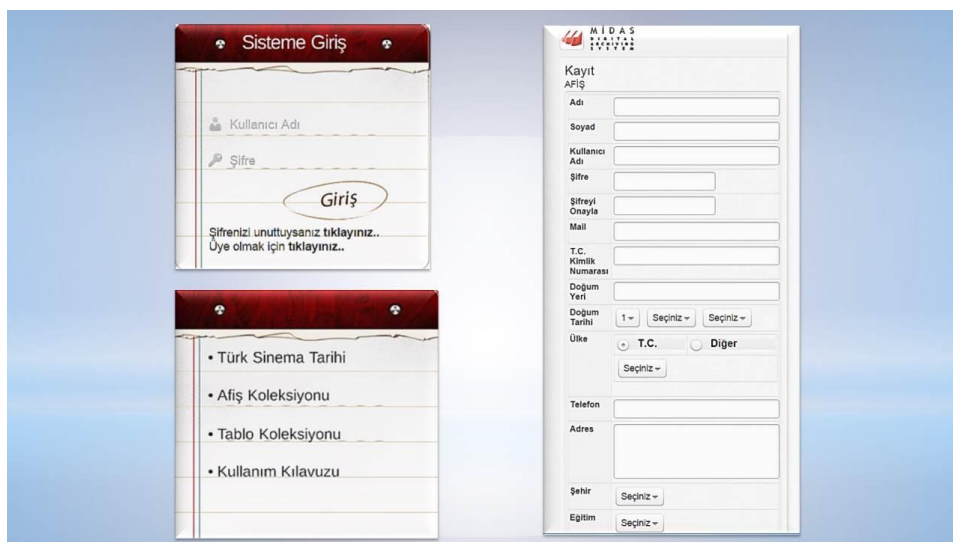 Sisteme Giriş
Kullanıcı Adı
Şifre
Giriş
Şifrenizi unuttuysanız tıklayınız..
Üye olmak için tıklayınız..
• Türk Sinema Tarihi
• Afiş Koleksiyonu
• Tablo Koleksiyonu
• Kullanım Kılavuzu
MİDAS
DIGITAL
ARCHIVING
SYSTEM
Kayıt
AFİŞ
Adı
Soyad
Kullanıcı
Adı
Şifre
Şifreyi
Onayla
Mail
T.C.
Kimlik
Numarası
Doğum
Yeri
Doğum
Tarihi
1 Seçiniz Seçiniz
Ülke
T.C. Diğer
Seçiniz
Telefon
Adres
Şehir
Seçiniz
Eğitim
Seçiniz